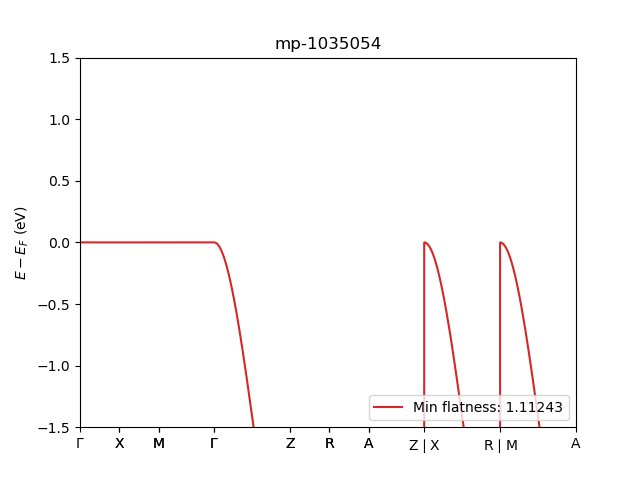 mp-1035054
E − E_F (eV)
1.5
1.0
0.5
0.0
−0.5
−1.0
−1.5
Min flatness: 1.11243
Γ X M Γ Z R A Z | X R | M A